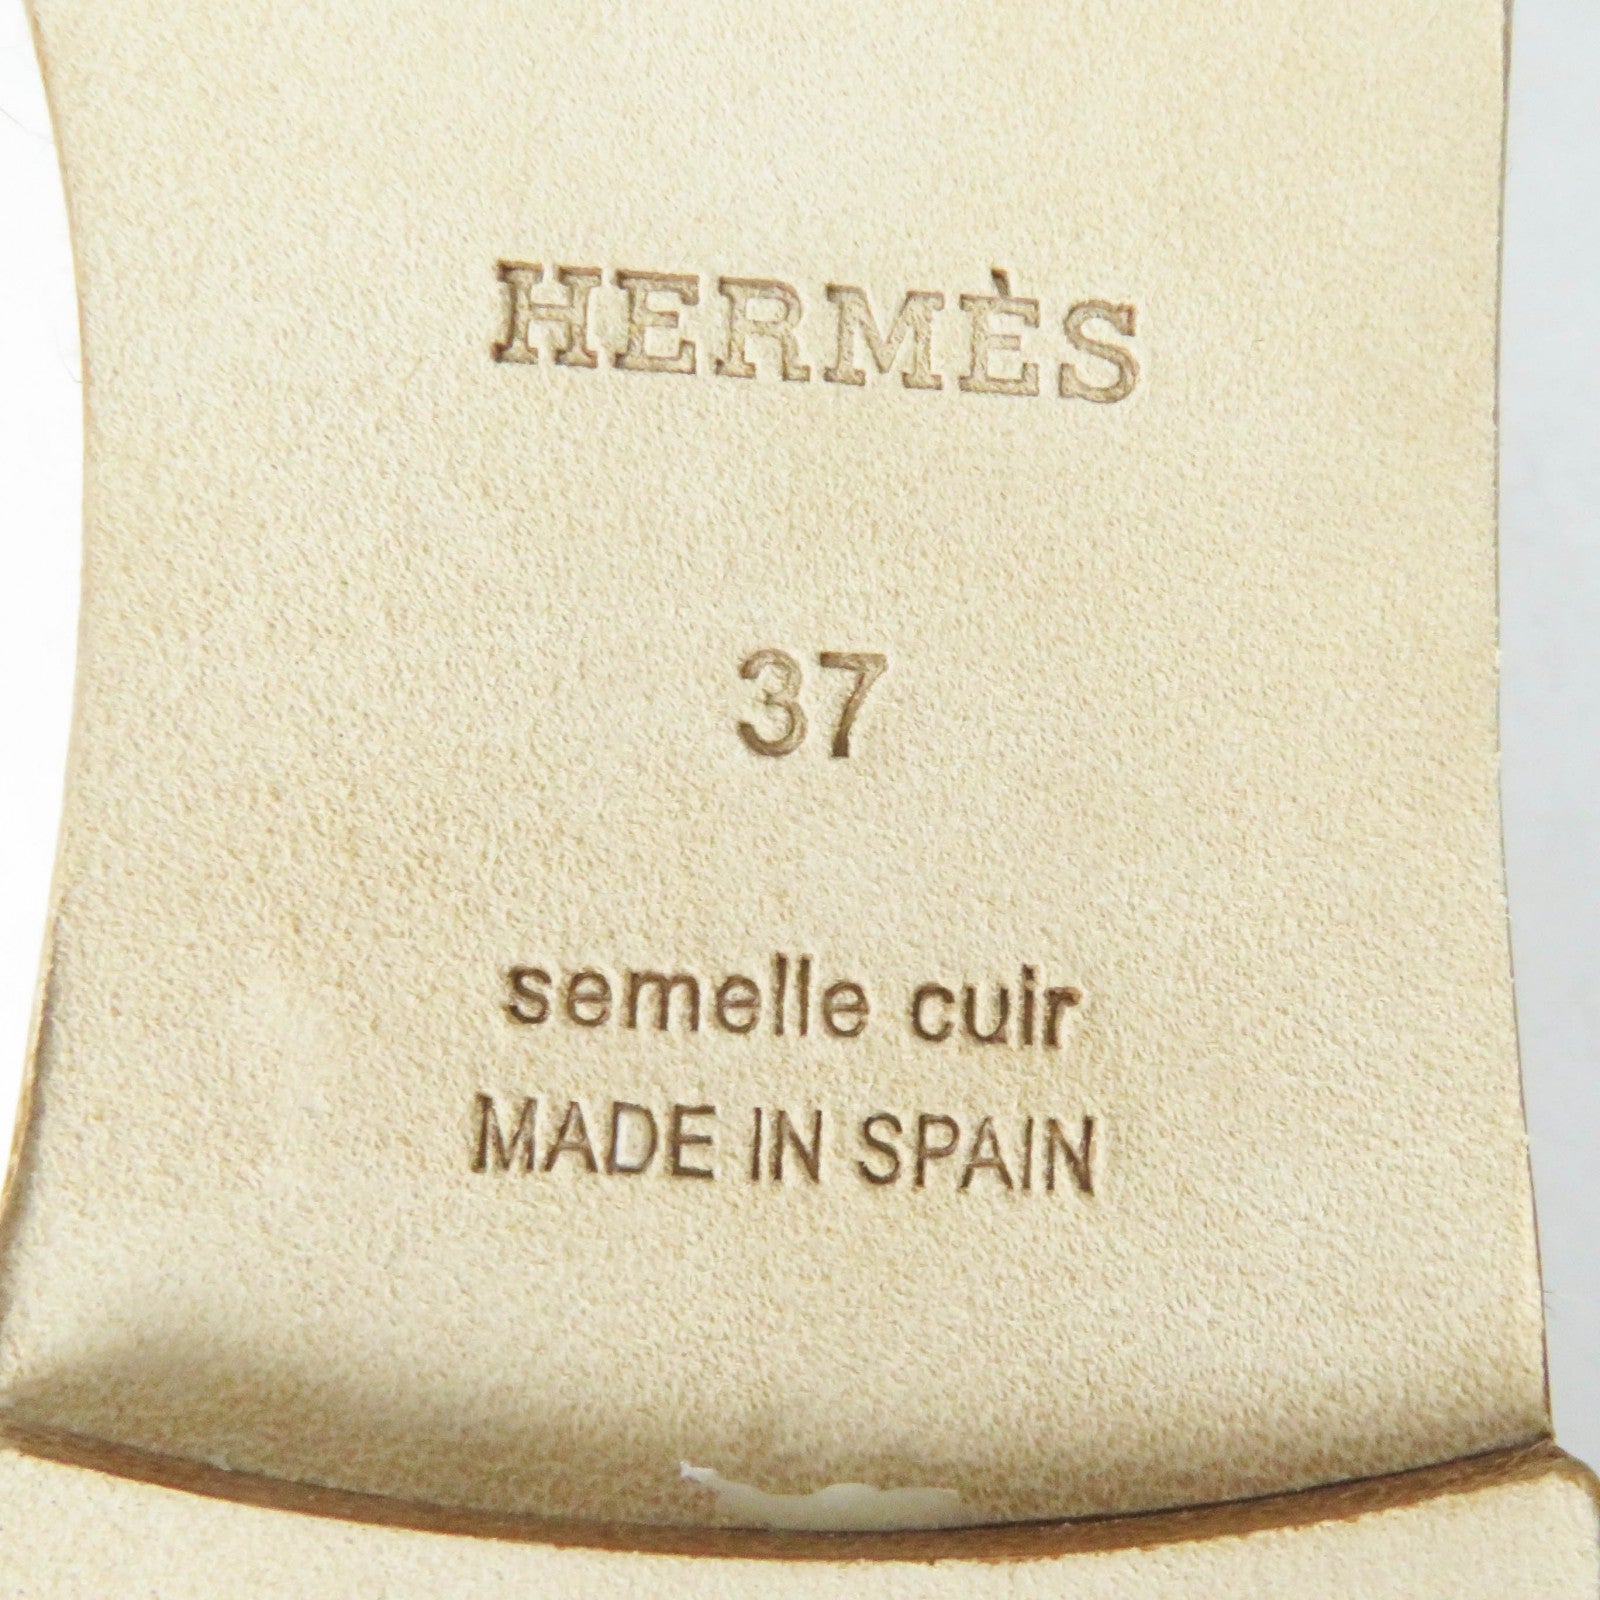 HERMÈS
37
semelle cuir
MADE IN SPAIN